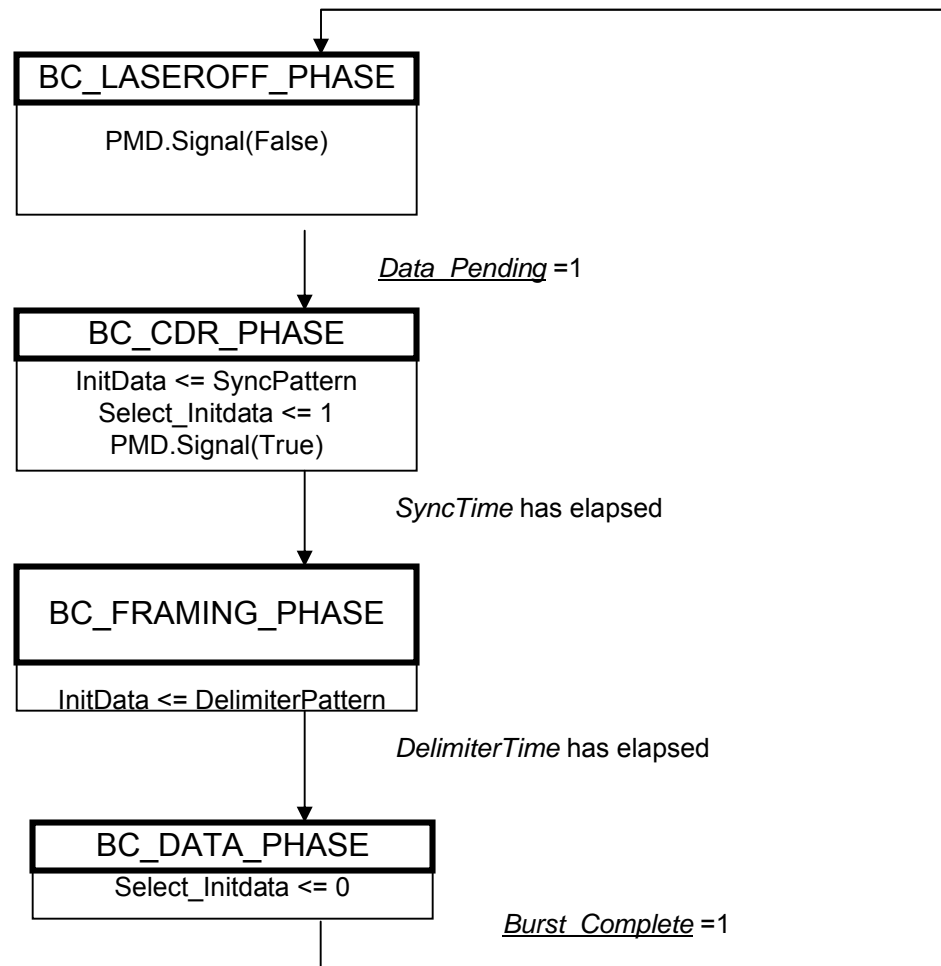 BC_LASEROFF_PHASE
PMD.Signal(False)
Data_Pending =1
BC_CDR_PHASE
InitData <= SyncPattern
Select_Initdata <= 1
PMD.Signal(True)
SyncTime has elapsed
BC_FRAMING_PHASE
InitData <= DelimiterPattern
DelimiterTime has elapsed
BC_DATA_PHASE
Select_Initdata <= 0
Burst_Complete =1